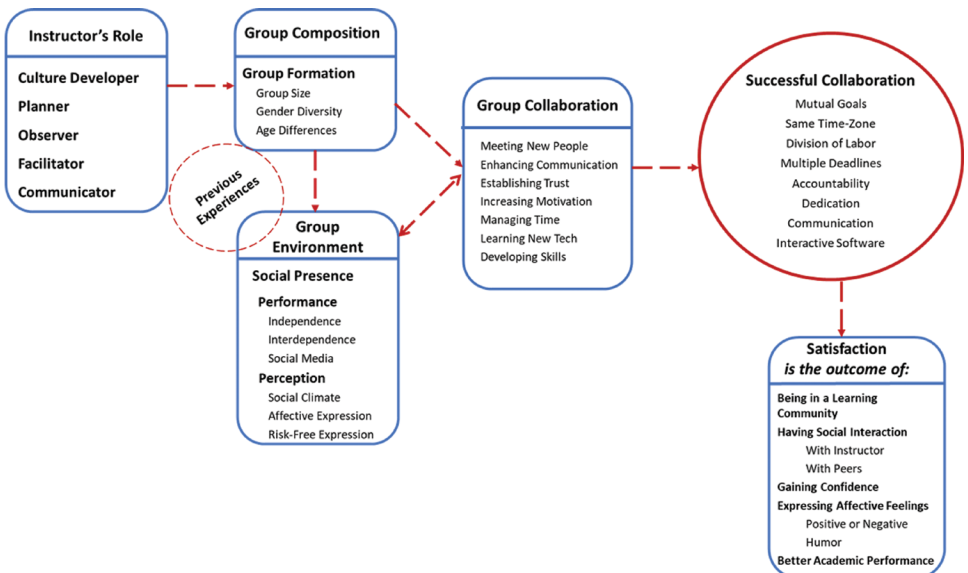 Instructor's Role
Culture Developer
Planner
Observer
Facilitator
Communicator
Previous
Experiences
Group Composition
Group Formation
Group Size
Gender Diversity
Age Differences
Group
Environment
Social Presence
Performance
Independence
Interdependence
Social Media
Perception
Social Climate
Affective Expression
Risk-Free Expression
Group Collaboration
Meeting New People
Enhancing Communication
Establishing Trust
Increasing Motivation
Managing Time
Learning New Tech
Developing Skills
Successful Collaboration
Mutual Goals
Same Time-Zone
Division of Labor
Multiple Deadlines
Accountability
Dedication
Communication
Interactive Software
Satisfaction
is the outcome of:
Being in a Learning
Community
Having Social Interaction
With Instructor
With Peers
Gaining Confidence
Expressing Affective Feelings
Positive or Negative
Humor
Better Academic Performance